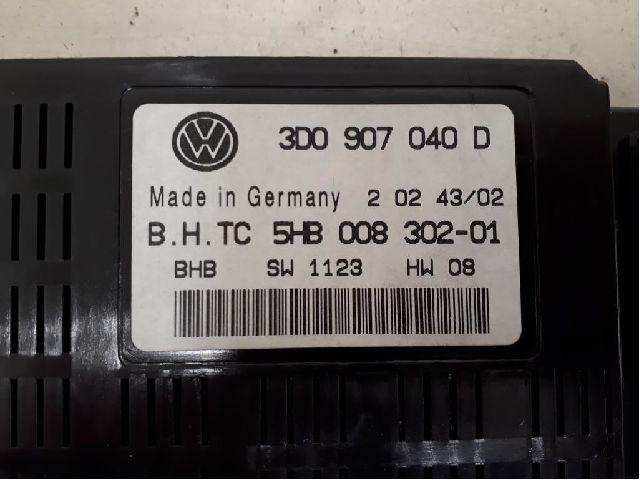 3D0 907 040 D
Made in Germany 2 02 43/02
B.H.TC 5HB 008 302-01
BHB SW 1123 HW 08